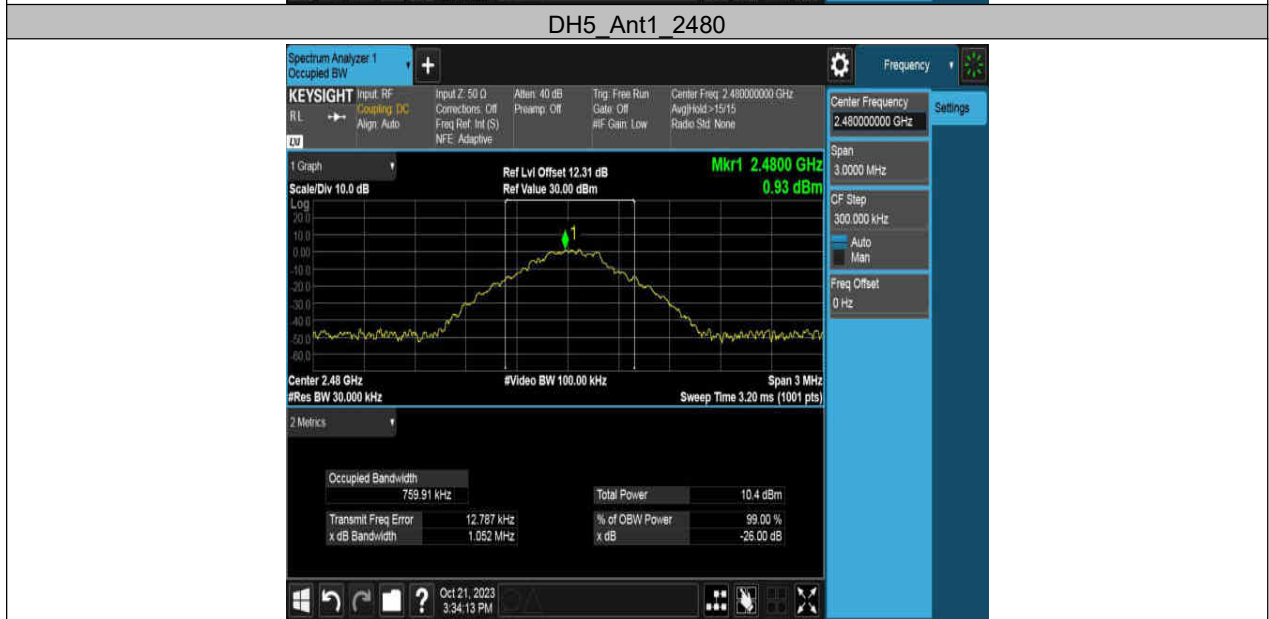 DH5_Ant1_2480
Spectrum Analyzer 1
Occupied BW
+
Frequency
KEYSIGHT
RL
Input: RF
Coupling: DC
Align: Auto
Input Z: 50 Ω
Corrections: Off
Freq Ref: Int (S)
NFE: Adaptive
Atten: 40 dB
Preamp: Off
Trig: Free Run
Gate: Off
#IF Gain: Low
Center Freq: 2.480000000 GHz
Avg|Hold:>15/15
Radio Std: None
LVI
Center Frequency
2.480000000 GHz
Settings
Span
3.0000 MHz
CF Step
300.000 kHz
Auto
Man
Freq Offset
0 Hz
1 Graph
Scale/Div 10.0 dB
Ref Lvl Offset 12.31 dB
Ref Value 30.00 dBm
Mkr1 2.4800 GHz
0.93 dBm
Log
20.0
10.0
0.00
-10.0
-20.0
-30.0
-40.0
-50.0
-60.0
1
Center 2.48 GHz
#Res BW 30.000 kHz
#Video BW 100.00 kHz
Span 3 MHz
Sweep Time 3.20 ms (1001 pts)
2 Metrics
Occupied Bandwidth
759.91 kHz
Total Power 10.4 dBm
Transmit Freq Error 12.787 kHz
% of OBW Power 99.00 %
x dB Bandwidth 1.052 MHz
x dB -26.00 dB
?
Oct 21, 2023
3:34:13 PM